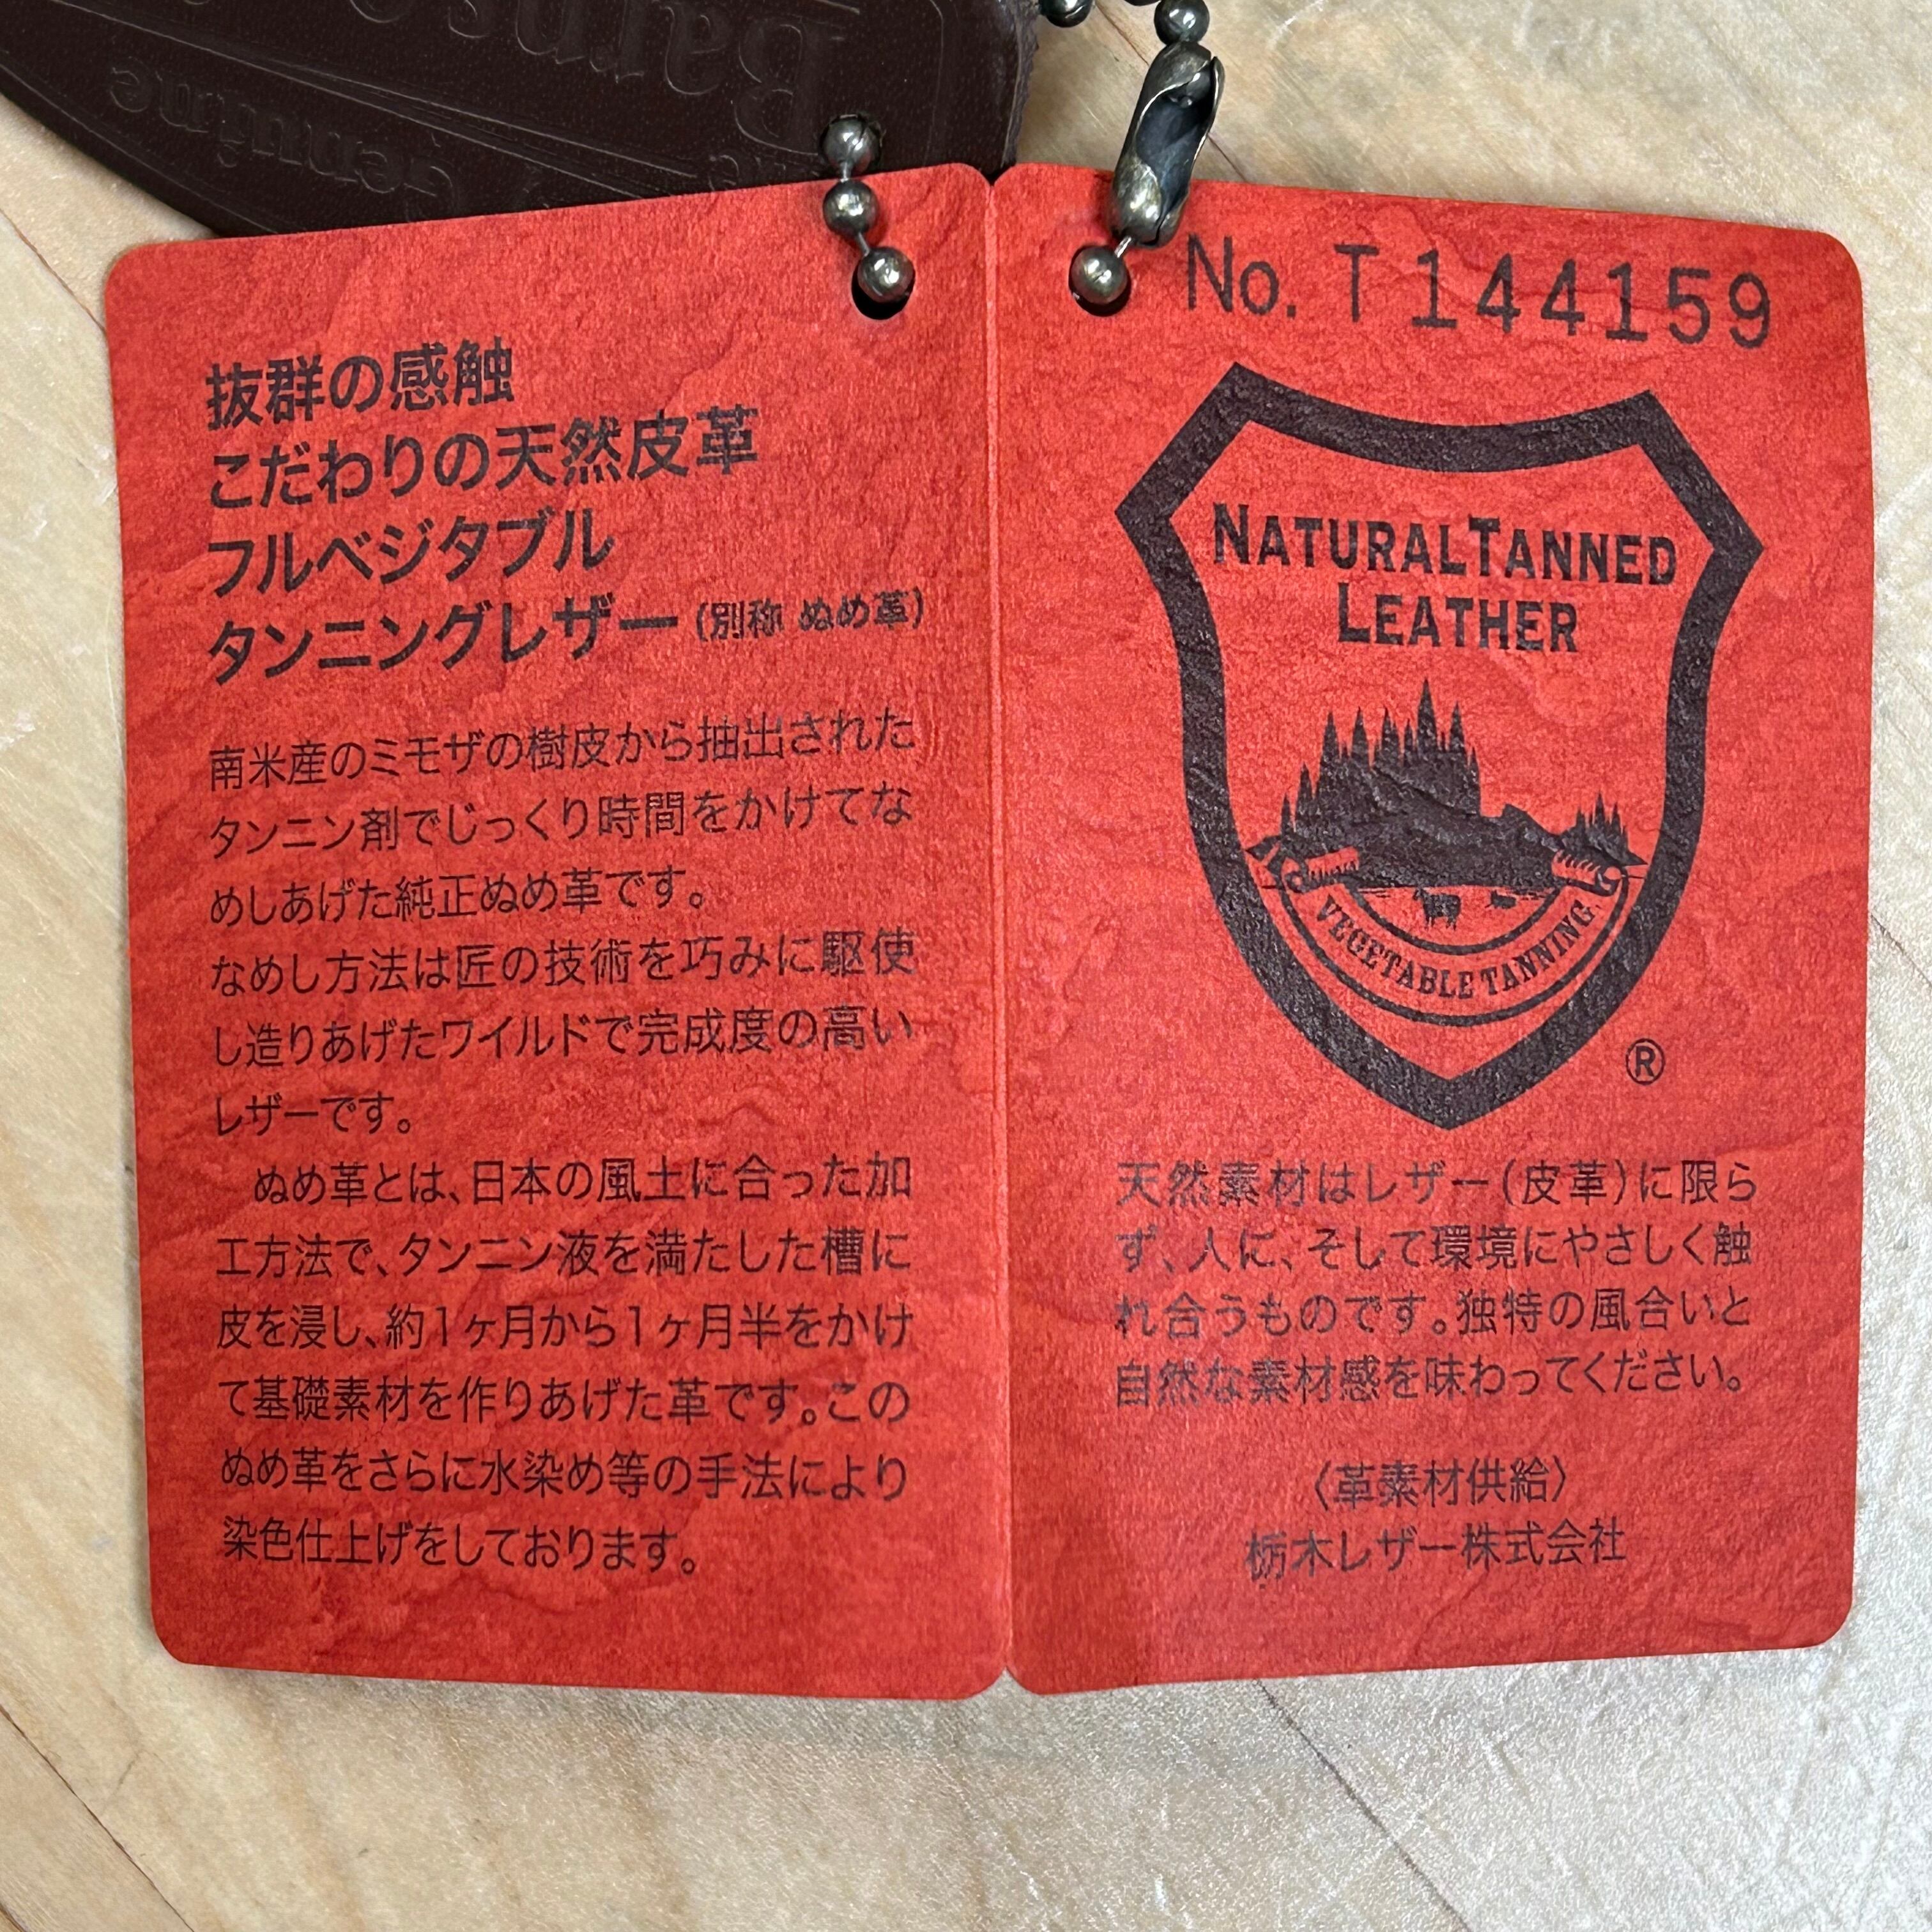 Barns
Genuine
抜群の感触
こだわりの天然皮革
フルベジタブル
タンニングレザー(別称 ぬめ革)
南米産のミモザの樹皮から抽出された
タンニン剤でじっくり時間をかけてな
めしあげた純正ぬめ革です。
なめし方法は匠の技術を巧みに駆使
し造りあげたワイルドで完成度の高い
レザーです。
ぬめ革とは、日本の風土に合った加
工方法で、タンニン液を満たした槽に
皮を浸し、約1ヶ月から1ヶ月半をかけ
て基礎素材を作りあげた革です。この
ぬめ革をさらに水染め等の手法により
染色仕上げをしております。
No. T144159
NATURALTANNED
LEATHER
VEGETABLE TANNING
®
天然素材はレザー(皮革)に限ら
ず、人に、そして環境にやさしく触
れ合うものです。独特の風合いと
自然な素材感を味わってください。
〈革素材供給〉
栃木レザー株式会社